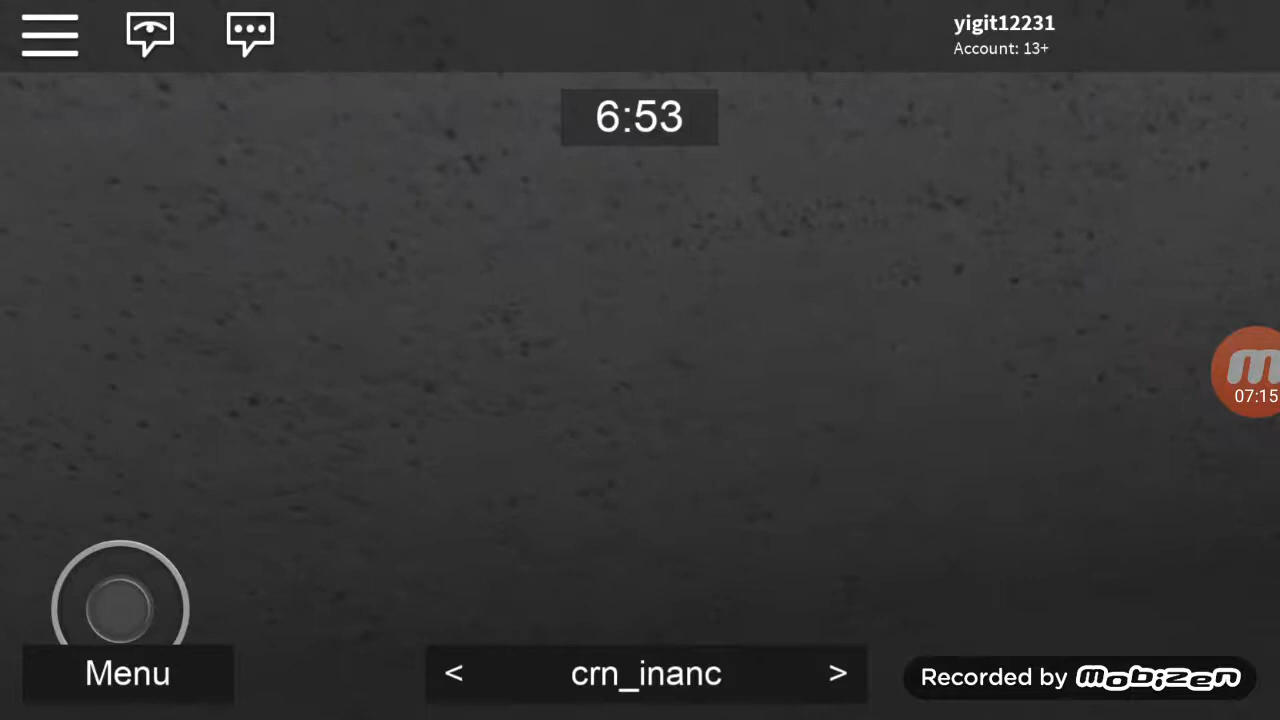 yigit12231
Account: 13+
6:53
07:15
Menu
< crn_inanc >
Recorded by mobizen